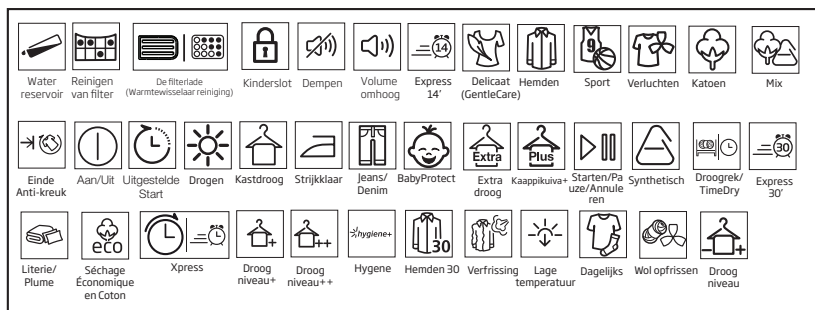 14
9
Water
reservoir
Reinigen
van filter
De filterlade
(Warmtewisselaar reiniging)
Kinderslot
Dempen
Volume
omhoog
Express
14’
Delicaat
(GentleCare)
Hemden
Sport
Verluchten
Katoen
Mix
Extra
Plus
30
Einde
Anti-kreuk
Aan/Uit
Uitgestelde
Start
Drogen
Kastdroog
Strijkklaar
Jeans/
Denim
BabyProtect
Extra
droog
Kaappikuiva+
Starten/Pa
uze/Annule
ren
Synthetisch
Droogrek/
TimeDry
Express
30’
eco
+
++
hygiene+
30
- +
Literie/
Plume
Séchage
Économique
en Coton
Xpress
Droog
niveau+
Droog
niveau++
Hygene
Hemden 30
Verfrissing
Lage
temperatuur
Dagelijks
Wol opfrissen
Droog
niveau